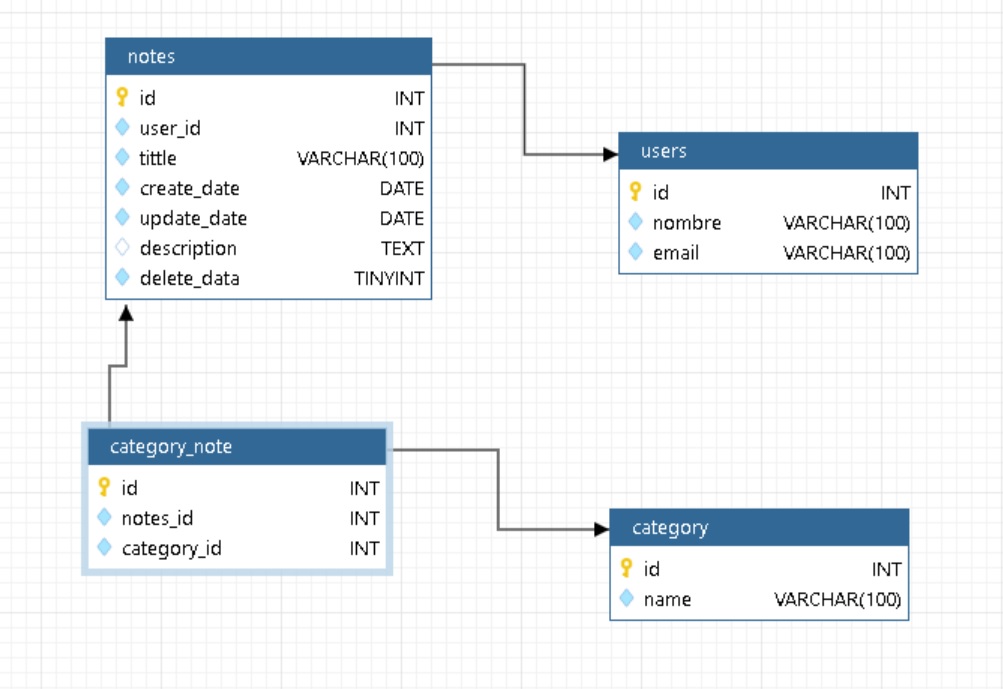 notes
id INT
user_id INT
tittle VARCHAR(100)
create_date DATE
update_date DATE
description TEXT
delete_data TINYINT
users
id INT
nombre VARCHAR(100)
email VARCHAR(100)
category_note
id INT
notes_id INT
category_id INT
category
id INT
name VARCHAR(100)